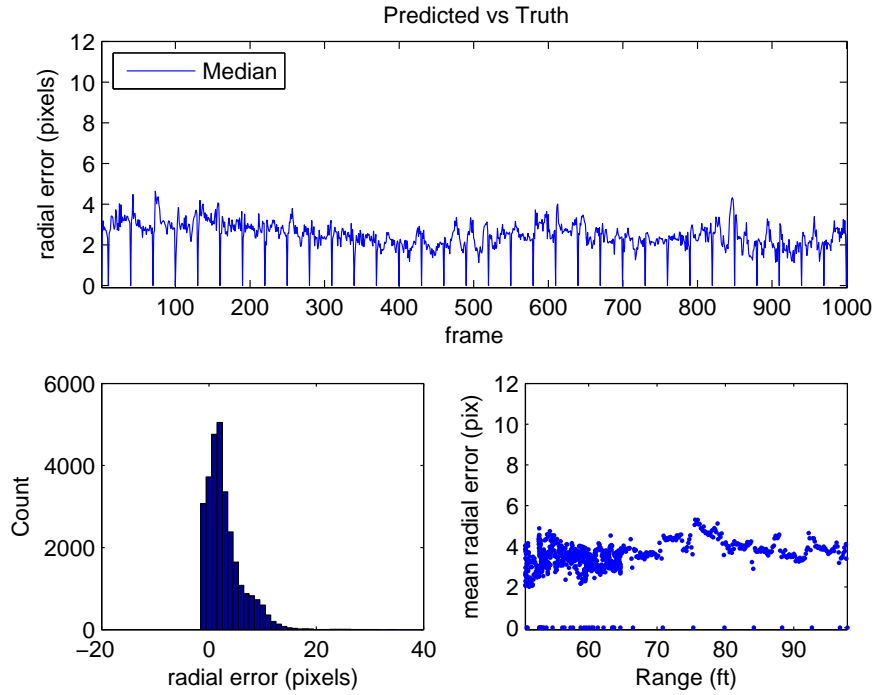 Predicted vs Truth
12
10
8
6
4
2
0
radial error (pixels)
Median
100 200 300 400 500 600 700 800 900 1000
frame
6000
4000
2000
0
Count
−20 0 20 40
radial error (pixels)
12
10
8
6
4
2
0
mean radial error (pix)
60 70 80 90
Range (ft)